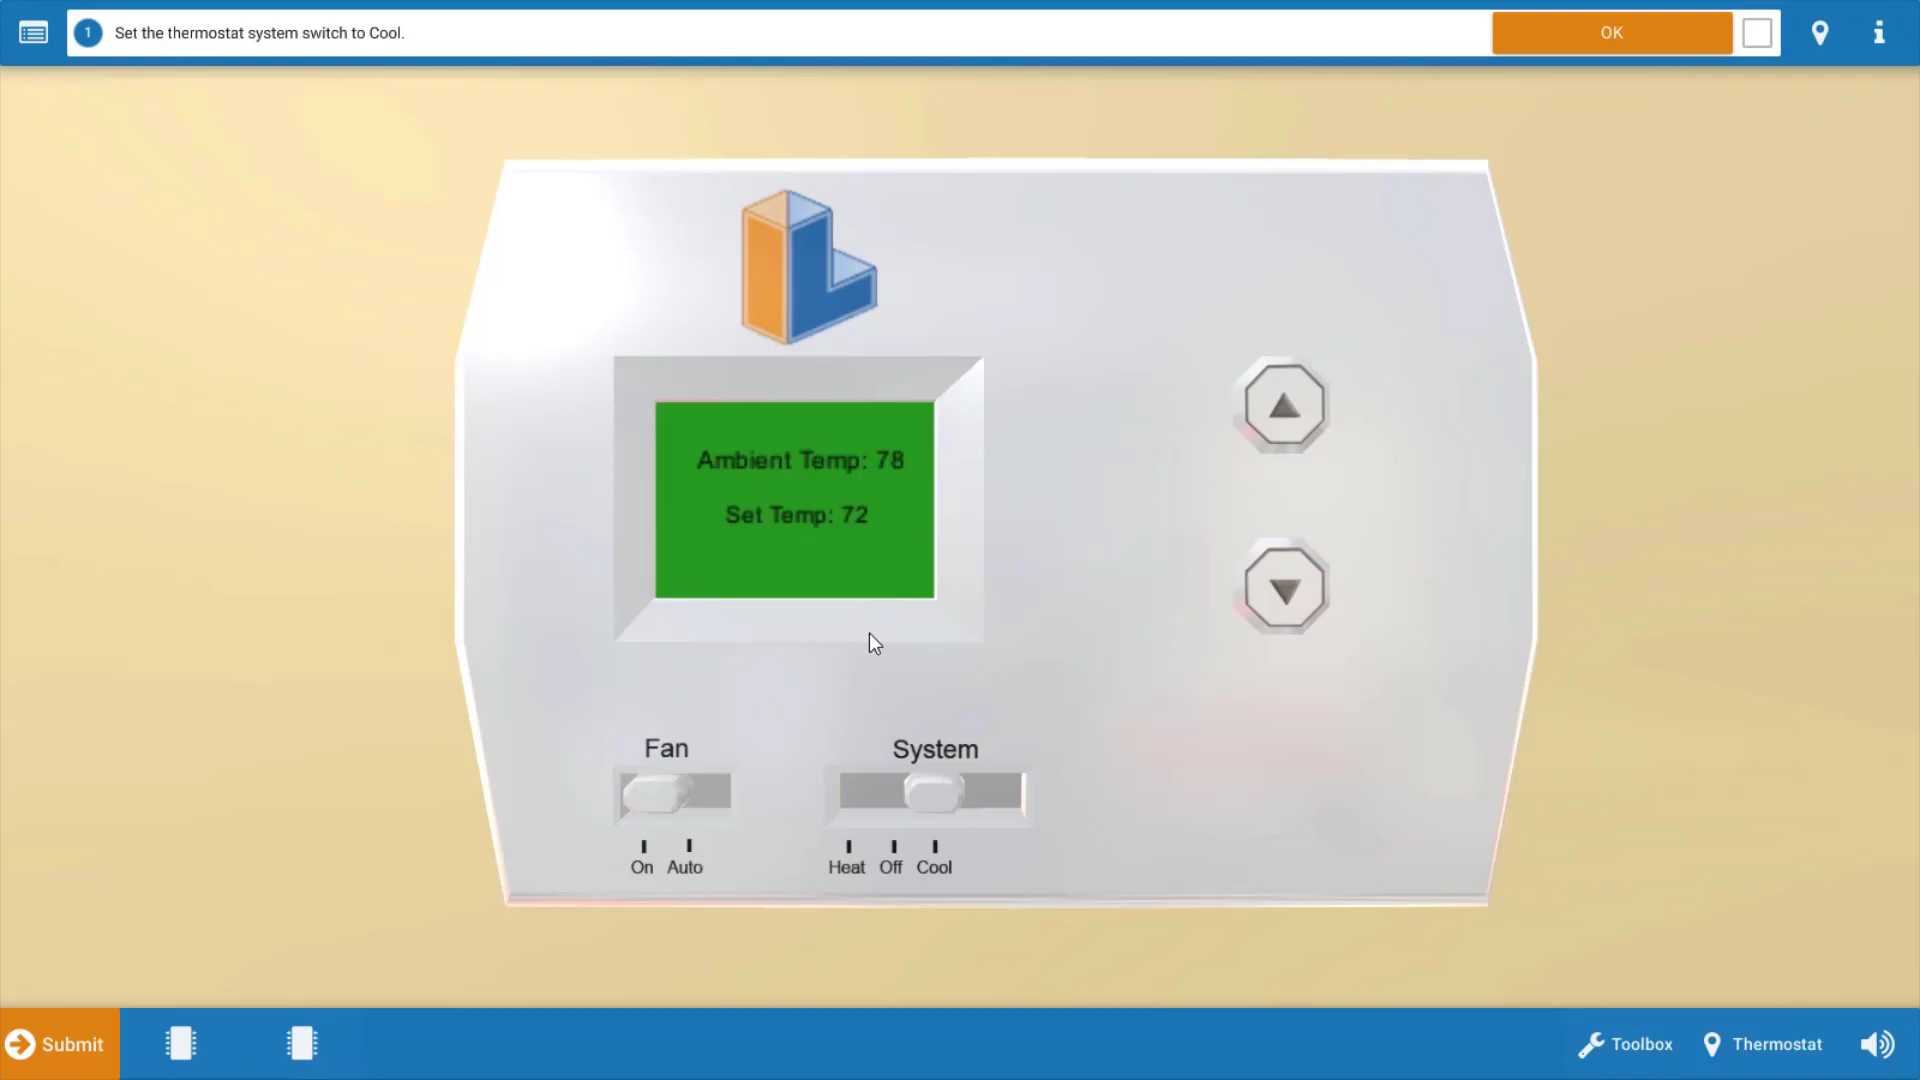 1 Set the thermostat system switch to Cool.
OK
Ambient Temp: 78
Set Temp: 72
Fan
System
On Auto
Heat Off Cool
Submit
Toolbox
Thermostat